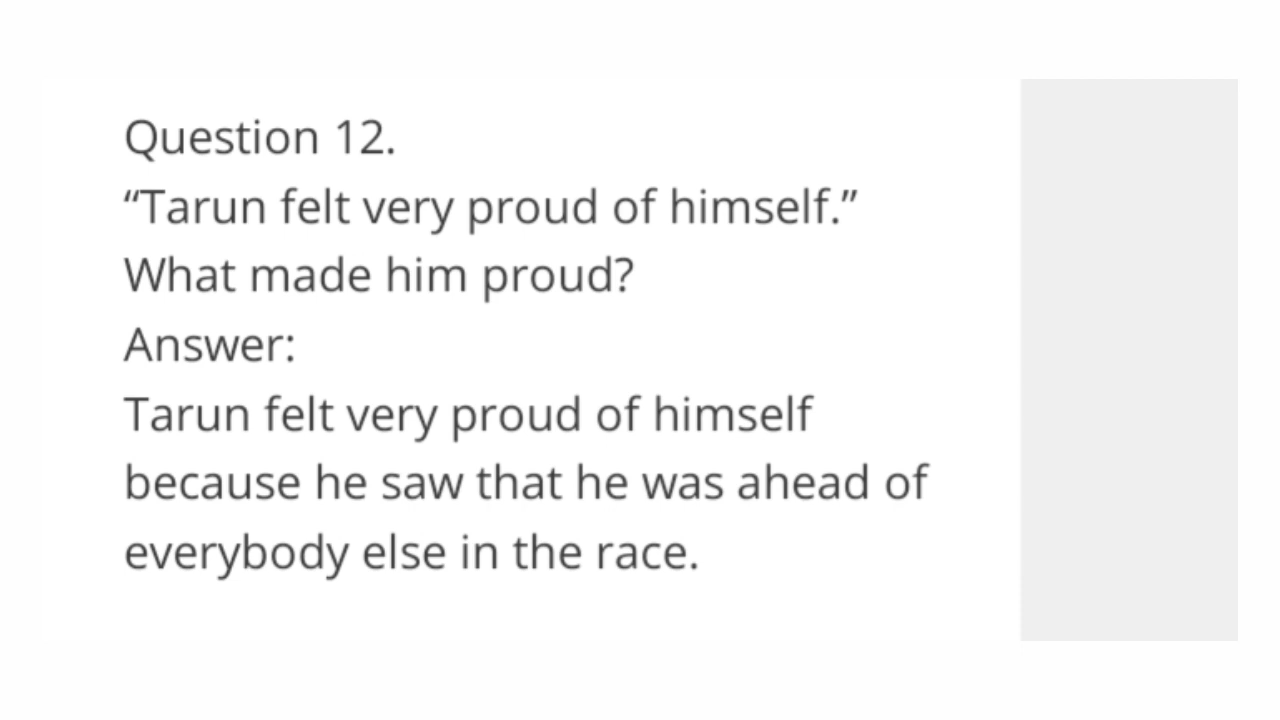 Question 12.
“Tarun felt very proud of himself.”
What made him proud?
Answer:
Tarun felt very proud of himself
because he saw that he was ahead of
everybody else in the race.